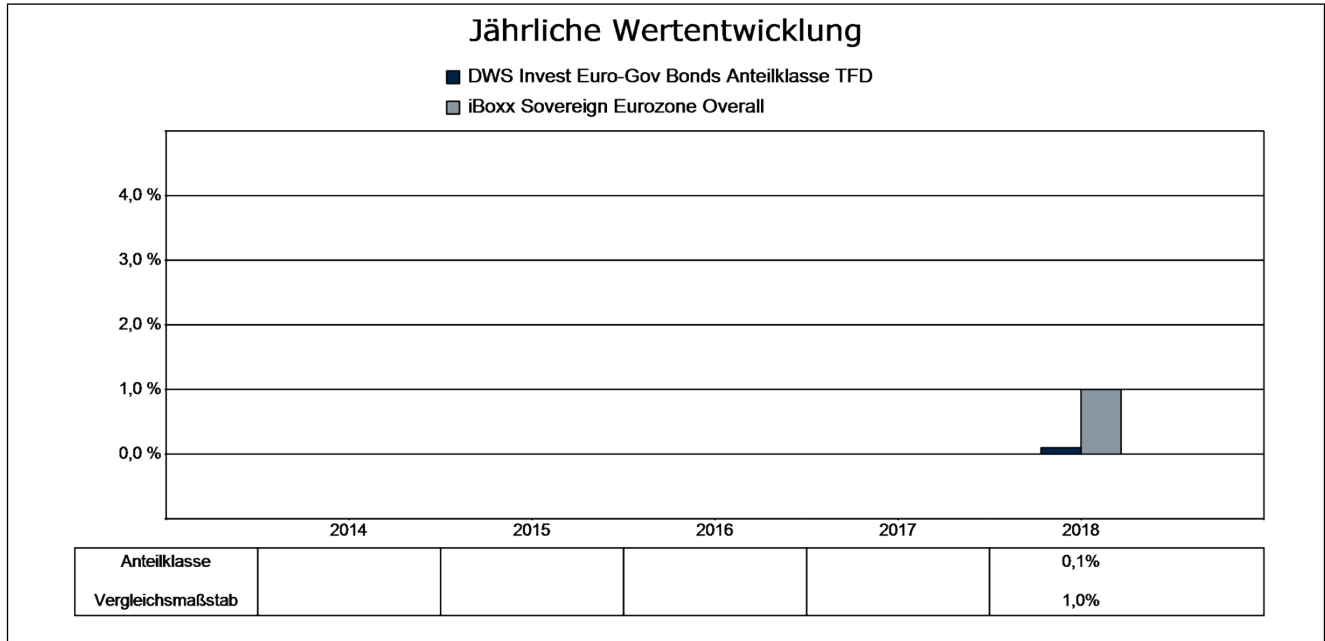 Jährliche Wertentwicklung
DWS Invest Euro-Gov Bonds Anteilklasse TFD
iBoxx Sovereign Eurozone Overall
4,0 %
3,0 %
2,0 %
1,0 %
0,0 %
2014 2015 2016 2017 2018
Anteilklasse 0,1%
Vergleichsmaßstab 1,0%